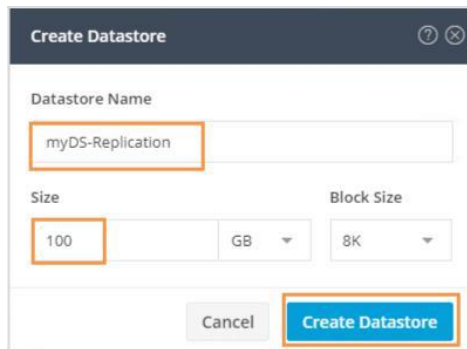 Create Datastore
Datastore Name
myDS-Replication
Size
Block Size
100
GB
8K
Cancel
Create Datastore